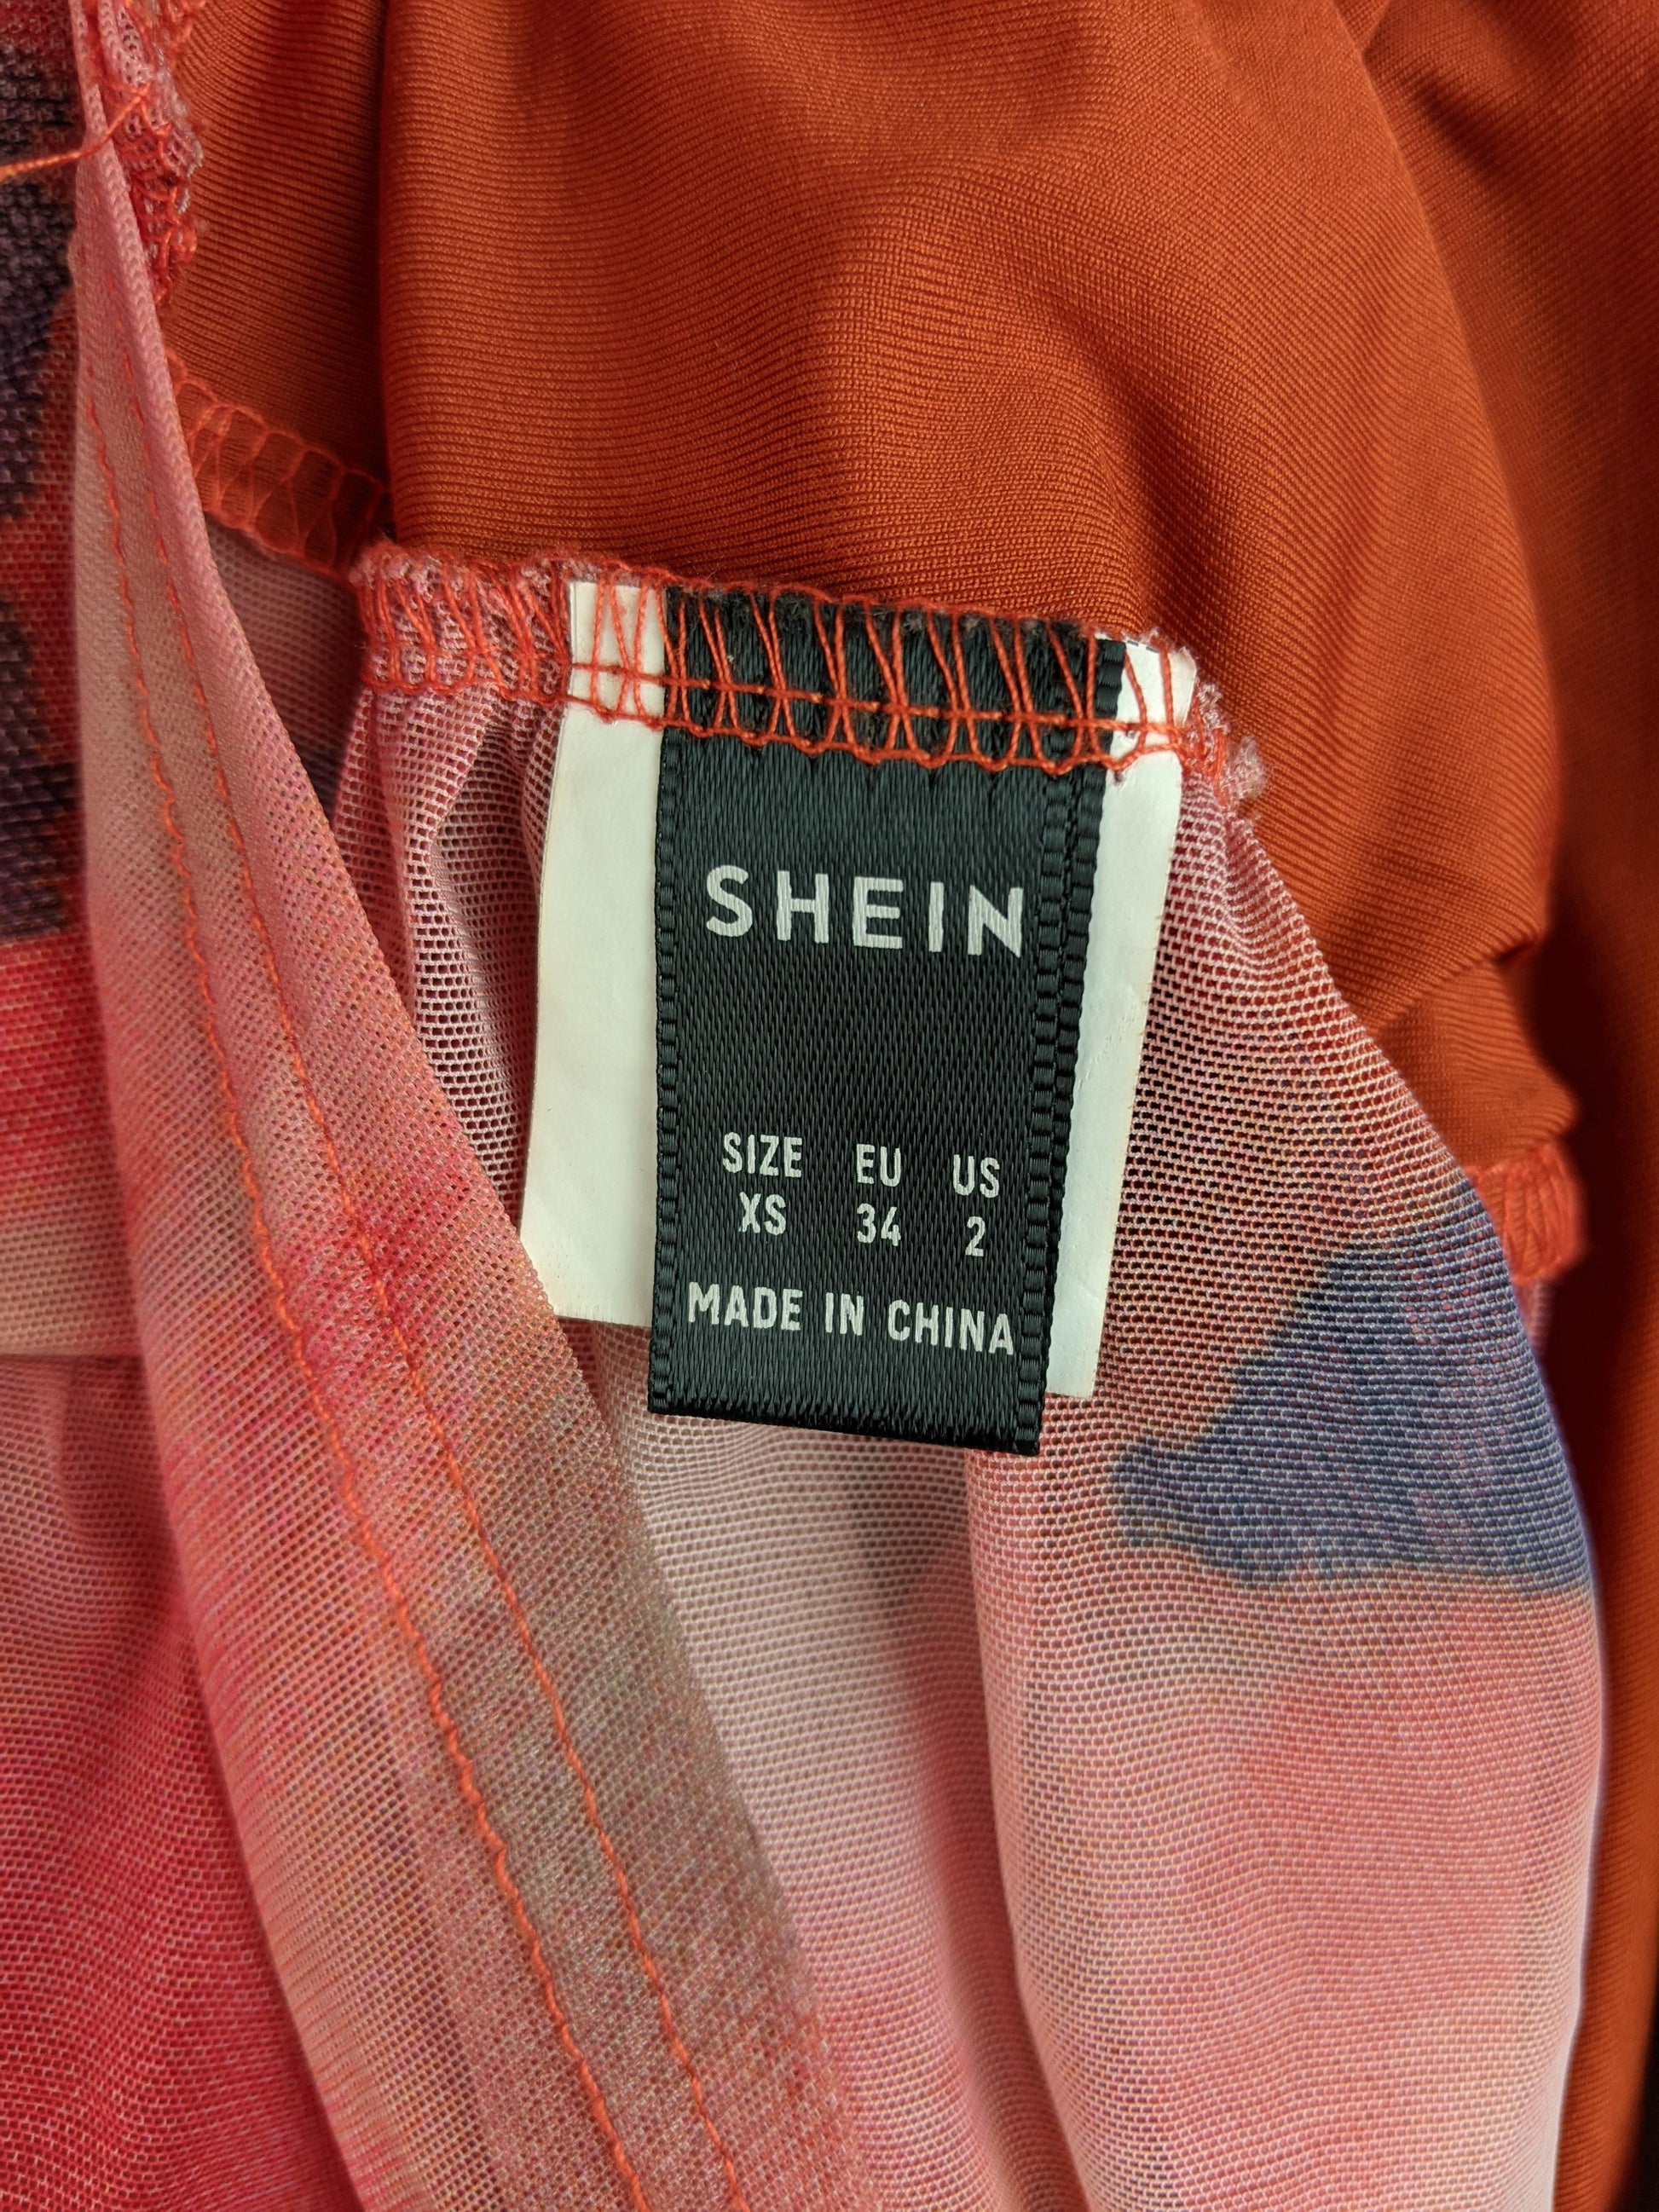 SHEIN
SIZE EU US
XS 34 2
MADE IN CHINA